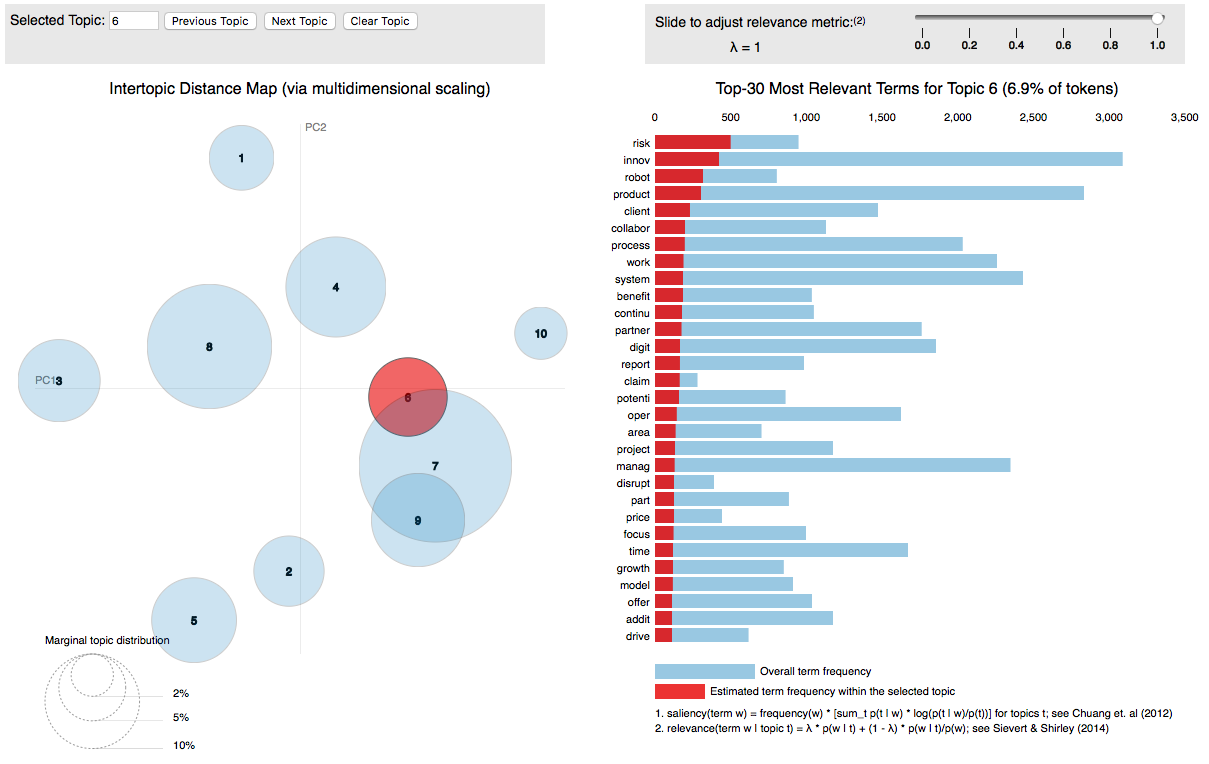 Selected Topic: 6 Previous Topic Next Topic Clear Topic
Slide to adjust relevance metric:(2)
λ = 1
0.0 0.2 0.4 0.6 0.8 1.0
Intertopic Distance Map (via multidimensional scaling)
PC2
PC1
1
4
10
8
3
6
7
9
2
5
Marginal topic distribution
2%
5%
10%
Top-30 Most Relevant Terms for Topic 6 (6.9% of tokens)
0 500 1,000 1,500 2,000 2,500 3,000 3,500
risk
innov
robot
product
client
collabor
process
work
system
benefit
continu
partner
digit
report
claim
potenti
oper
area
project
manag
disrupt
part
price
focus
time
growth
model
offer
addit
drive
Overall term frequency
Estimated term frequency within the selected topic
1. saliency(term w) = frequency(w) * [sum_t p(t | w) * log(p(t | w)/p(t))] for topics t; see Chuang et. al (2012)
2. relevance(term w | topic t) = λ * p(w | t) + (1 - λ) * p(w | t)/p(w); see Sievert & Shirley (2014)